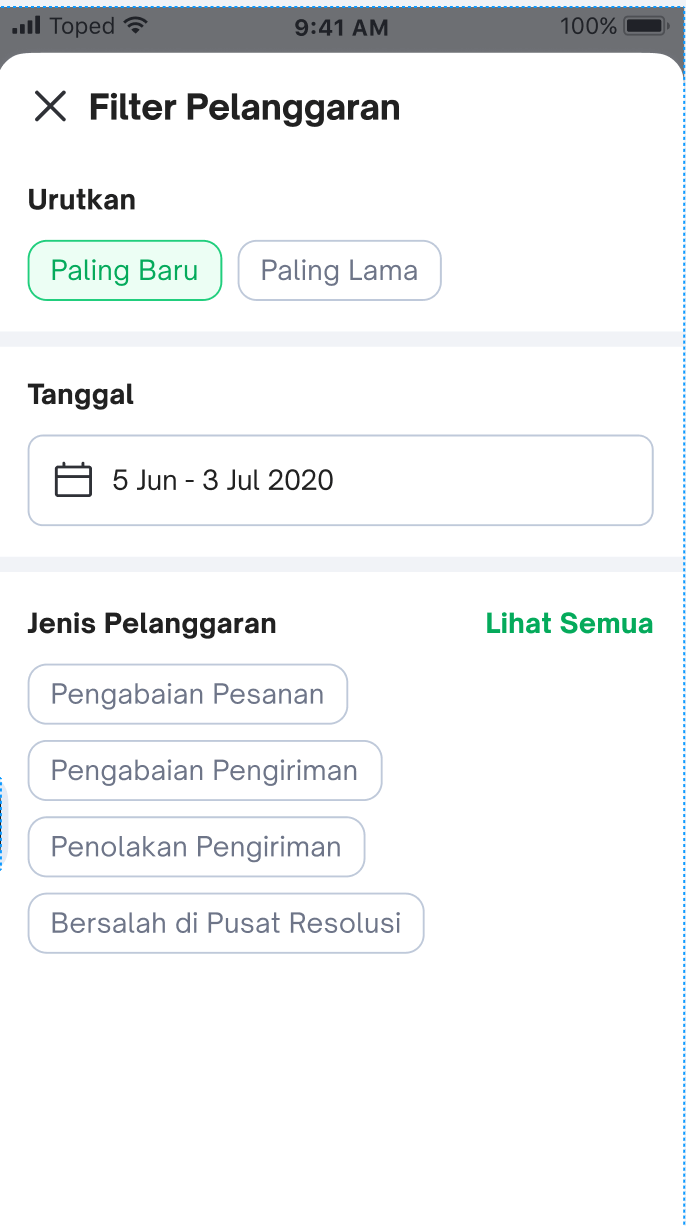 Toped 9:41 AM 100%
Filter Pelanggaran
Urutkan
Paling Baru Paling Lama
Tanggal
5 Jun - 3 Jul 2020
Jenis Pelanggaran Lihat Semua
Pengabaian Pesanan
Pengabaian Pengiriman
Penolakan Pengiriman
Bersalah di Pusat Resolusi